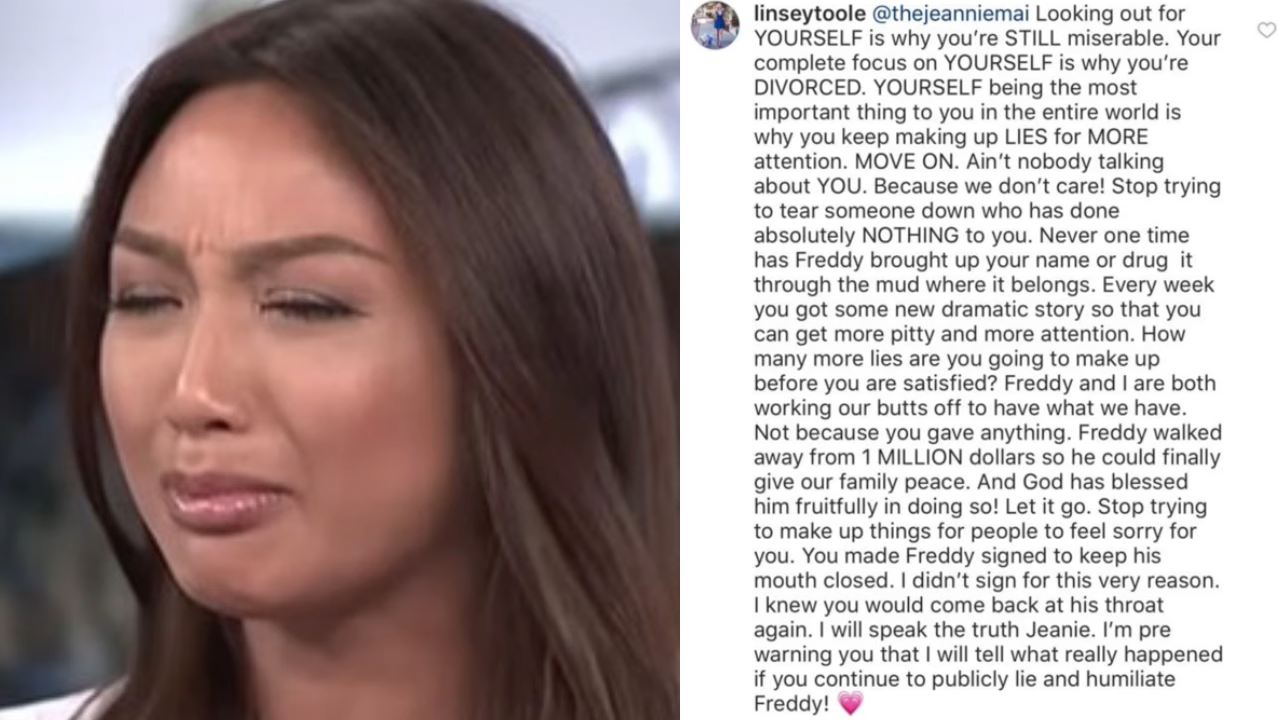 linseytoole @thejeanniemai Looking out for
YOURSELF is why you're STILL miserable. Your
complete focus on YOURSELF is why you're
DIVORCED. YOURSELF being the most
important thing to you in the entire world is
why you keep making up LIES for MORE
attention. MOVE ON. Ain't nobody talking
about YOU. Because we don't care! Stop trying
to tear someone down who has done
absolutely NOTHING to you. Never one time
has Freddy brought up your name or drug  it
through the mud where it belongs. Every week
you got some new dramatic story so that you
can get more pitty and more attention. How
many more lies are you going to make up
before you are satisfied? Freddy and I are both
working our butts off to have what we have.
Not because you gave anything. Freddy walked
away from 1 MILLION dollars so he could finally
give our family peace. And God has blessed
him fruitfully in doing so! Let it go. Stop trying
to make up things for people to feel sorry for
you. You made Freddy signed to keep his
mouth closed. I didn't sign for this very reason.
I knew you would come back at his throat
again. I will speak the truth Jeanie. I'm pre
warning you that I will tell what really happened
if you continue to publicly lie and humiliate
Freddy! 💗